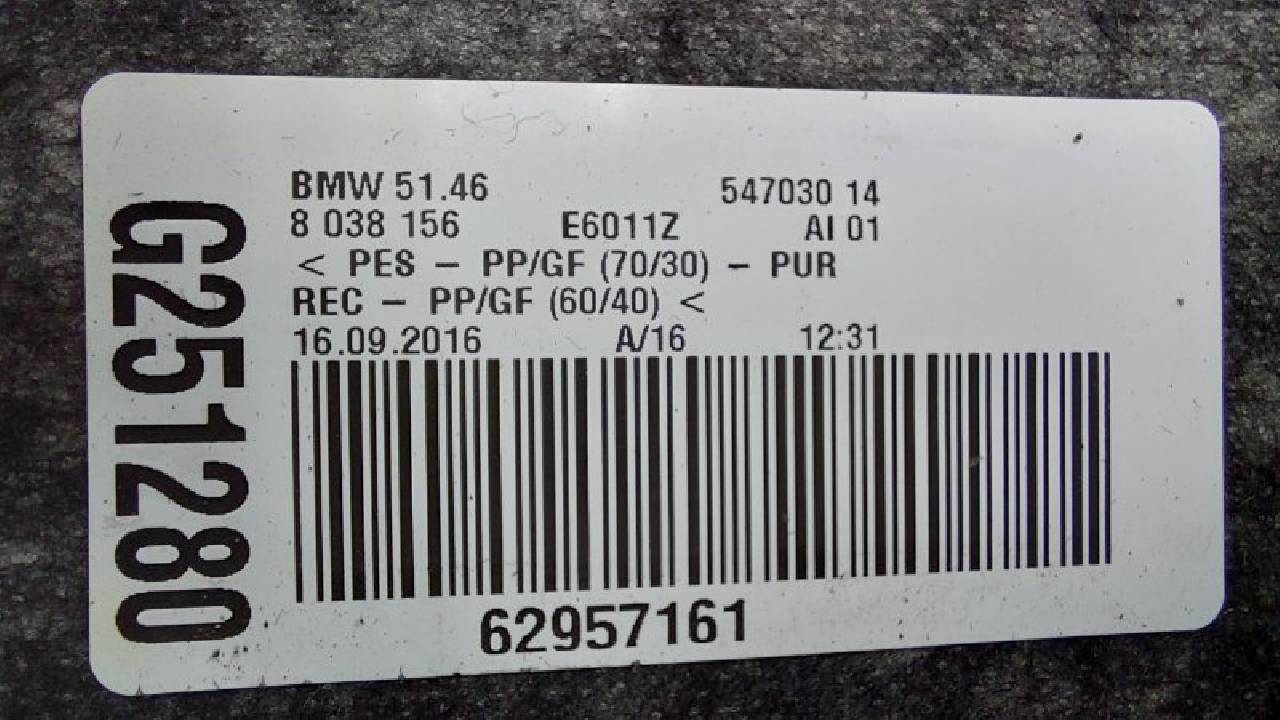 BMW 51.46 547030 14
8 038 156 E6011Z AI 01
< PES – PP/GF (70/30) – PUR
REC – PP/GF (60/40) <
16.09.2016 A/16 12:31
62957161
G251280